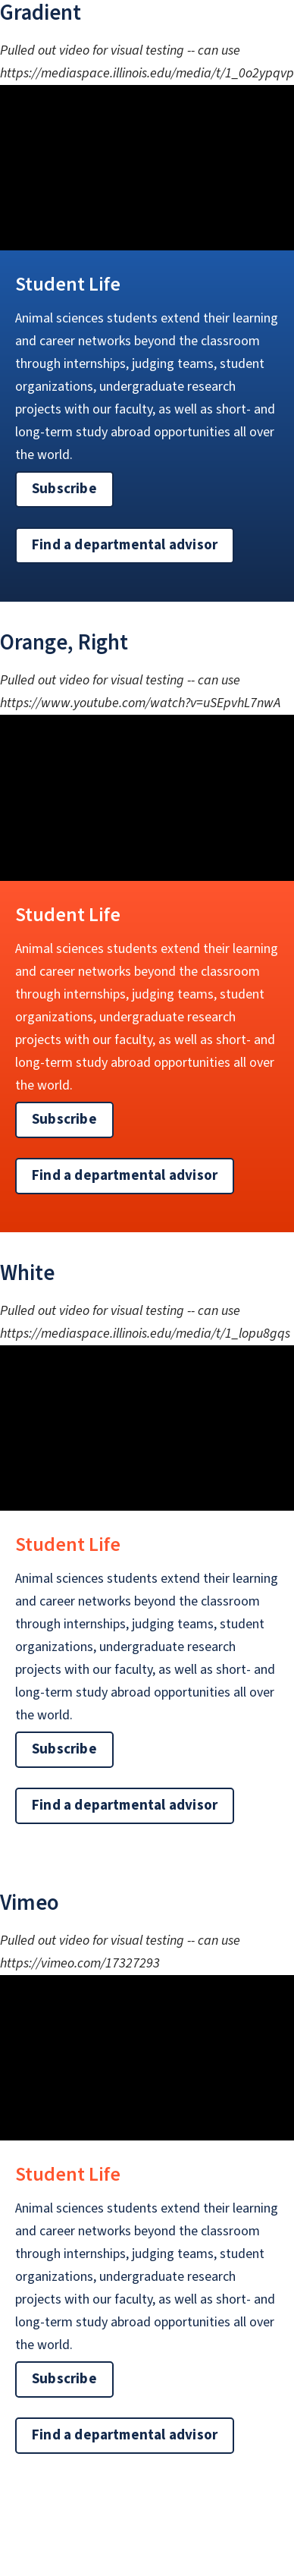 Gradient
Pulled out video for visual testing -- can use
https://mediaspace.illinois.edu/media/t/1_0o2ypqvp
Student Life
Animal sciences students extend their learning
and career networks beyond the classroom
through internships, judging teams, student
organizations, undergraduate research
projects with our faculty, as well as short- and
long-term study abroad opportunities all over
the world.
Subscribe
Find a departmental advisor
Orange, Right
Pulled out video for visual testing -- can use
https://www.youtube.com/watch?v=uSEpvhL7nwA
Student Life
Animal sciences students extend their learning
and career networks beyond the classroom
through internships, judging teams, student
organizations, undergraduate research
projects with our faculty, as well as short- and
long-term study abroad opportunities all over
the world.
Subscribe
Find a departmental advisor
White
Pulled out video for visual testing -- can use
https://mediaspace.illinois.edu/media/t/1_lopu8gqs
Student Life
Animal sciences students extend their learning
and career networks beyond the classroom
through internships, judging teams, student
organizations, undergraduate research
projects with our faculty, as well as short- and
long-term study abroad opportunities all over
the world.
Subscribe
Find a departmental advisor
Vimeo
Pulled out video for visual testing -- can use
https://vimeo.com/17327293
Student Life
Animal sciences students extend their learning
and career networks beyond the classroom
through internships, judging teams, student
organizations, undergraduate research
projects with our faculty, as well as short- and
long-term study abroad opportunities all over
the world.
Subscribe
Find a departmental advisor